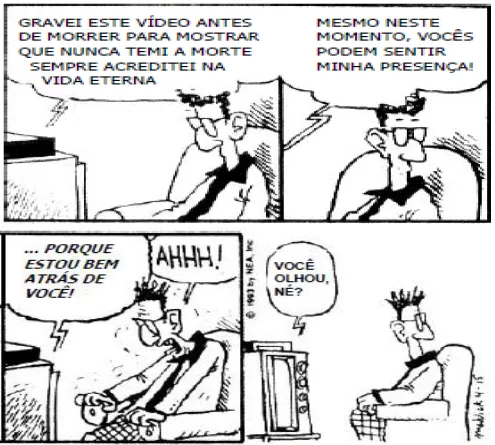 GRAVEI ESTE VÍDEO ANTES
DE MORRER PARA MOSTRAR
QUE NUNCA TEMI A MORTE
SEMPRE ACREDITEI NA
VIDA ETERNA
MESMO NESTE
MOMENTO, VOCÊS
PODEM SENTIR
MINHA PRESENÇA!
... PORQUE
ESTOU BEM
ATRÁS DE
VOCÊ!
AHHH!
© 1993 by NEA, Inc
VOCÊ
OLHOU,
NÉ?
4-15